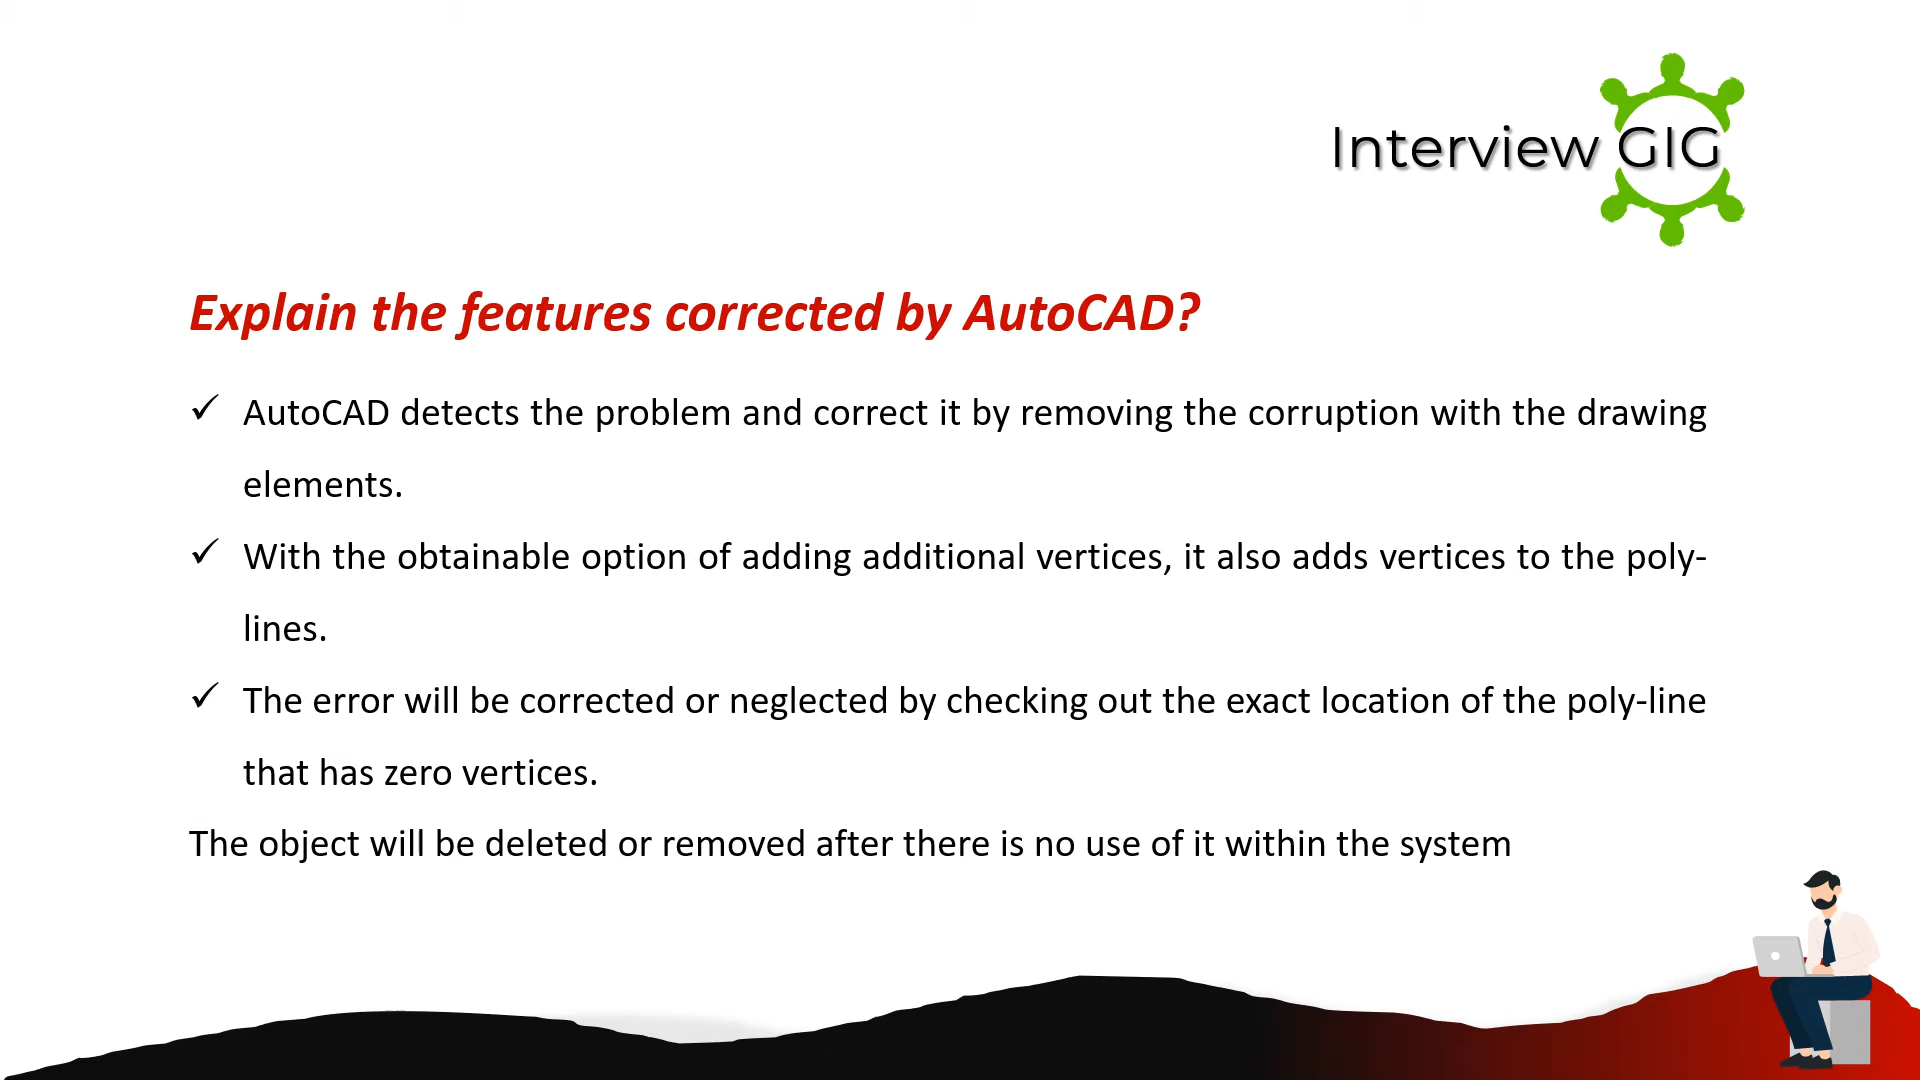 Interview GIG
Explain the features corrected by AutoCAD?
✓ AutoCAD detects the problem and correct it by removing the corruption with the drawing
elements.
✓ With the obtainable option of adding additional vertices, it also adds vertices to the poly-
lines.
✓ The error will be corrected or neglected by checking out the exact location of the poly-line
that has zero vertices.
The object will be deleted or removed after there is no use of it within the system